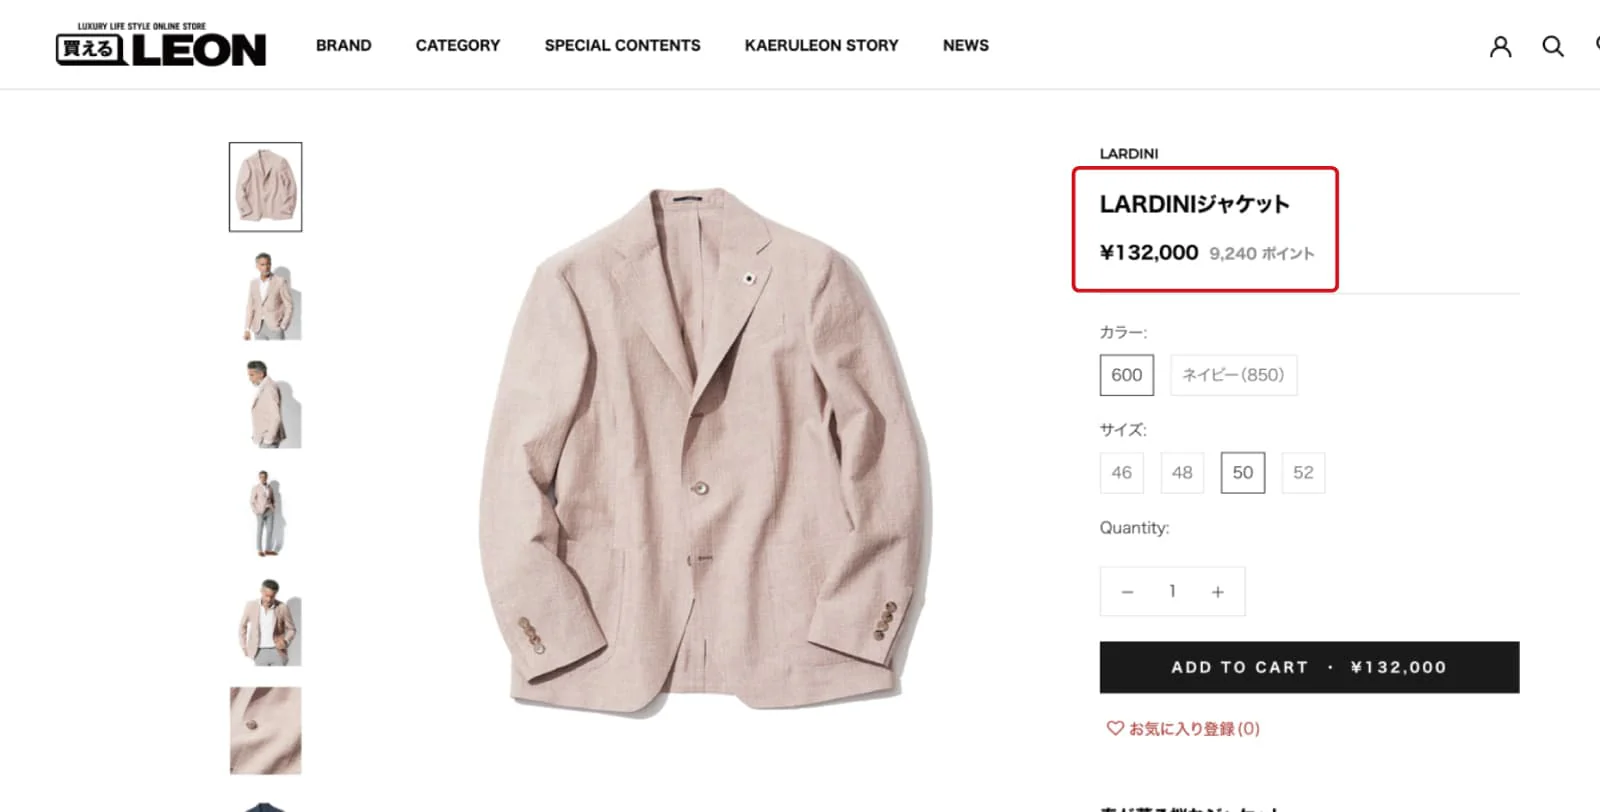 LUXURY LIFE STYLE ONLINE STORE
買える LEON
BRAND CATEGORY SPECIAL CONTENTS KAERULEON STORY NEWS
LARDINI
LARDINIジャケット
¥132,000 9,240 ポイント
カラー:
600 ネイビー(850)
サイズ:
46 48 50 52
Quantity:
− 1 +
ADD TO CART ・ ¥132,000
♡ お気に入り登録(0)